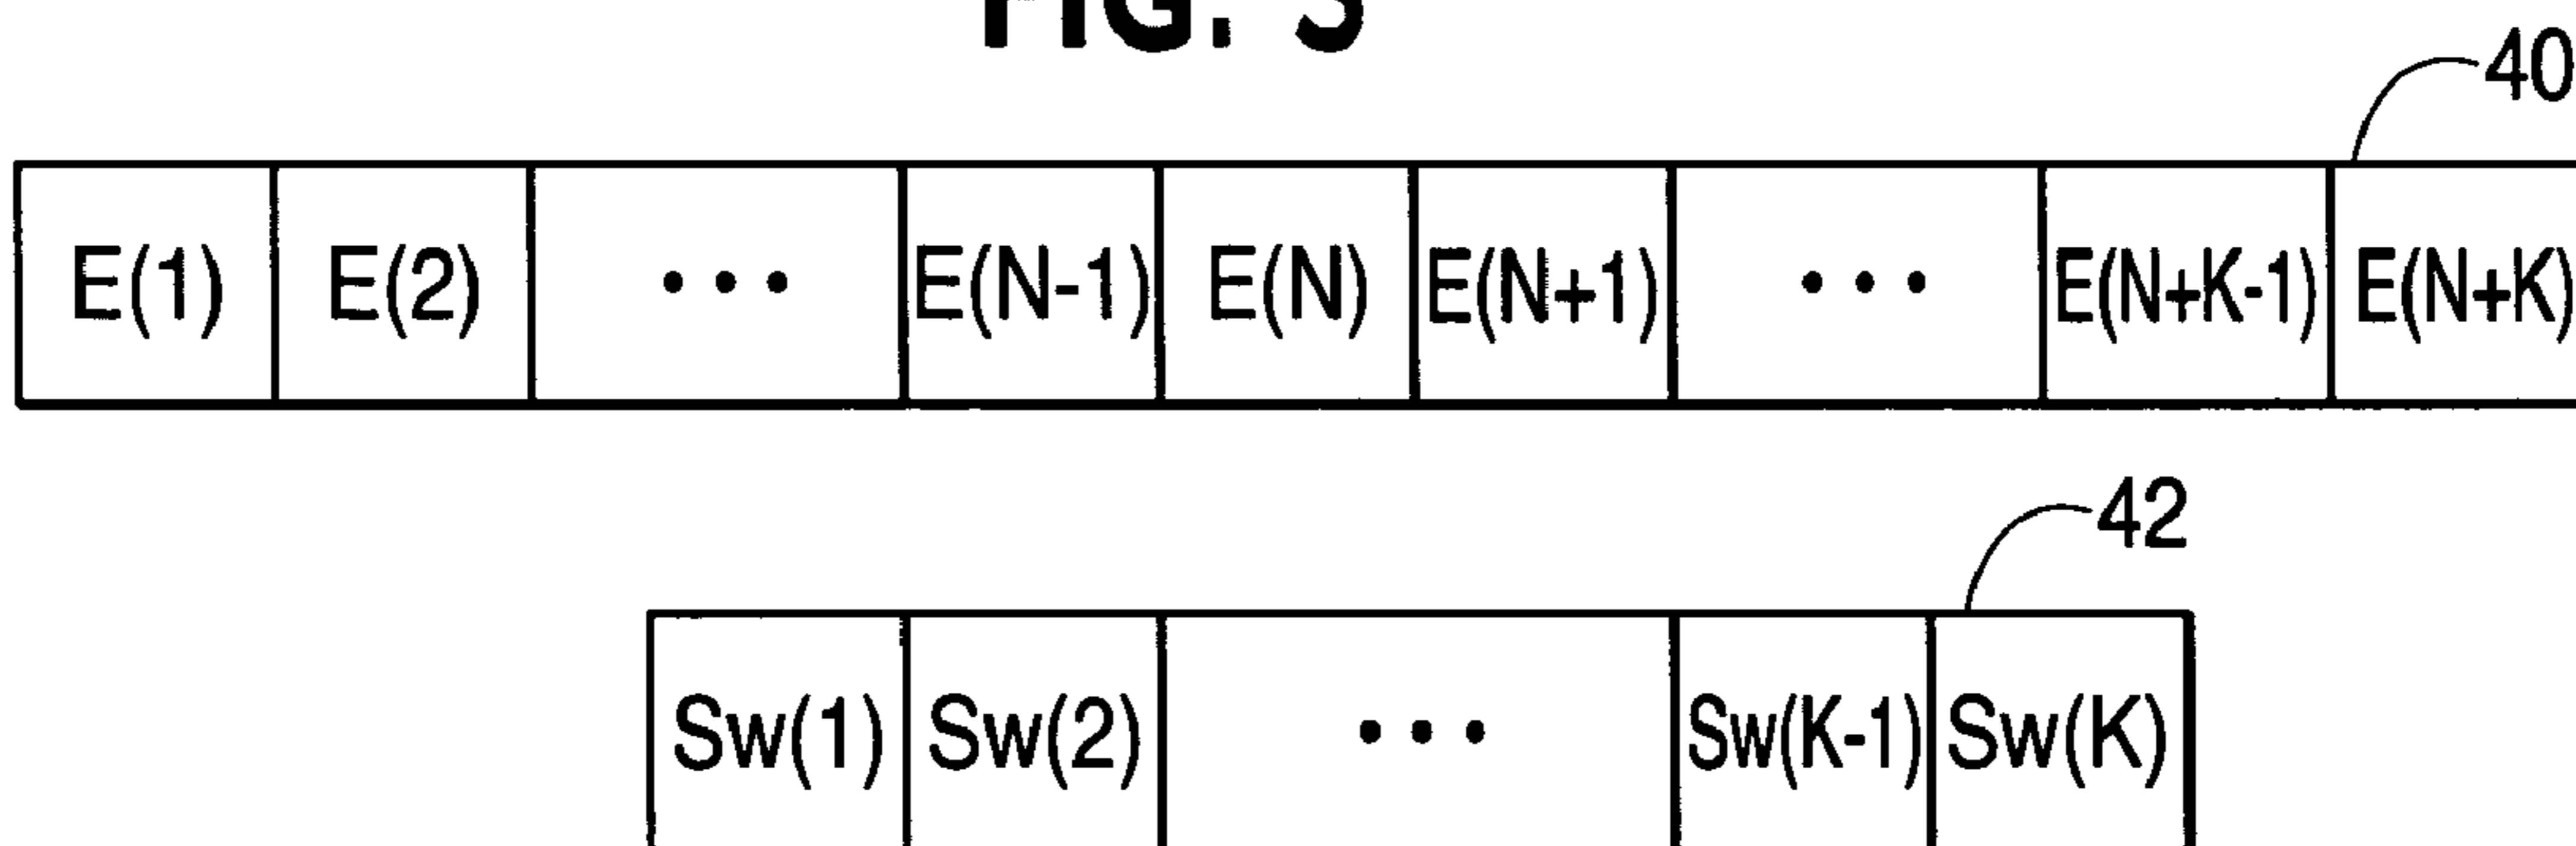 FIG. 3
40
E(1) E(2) ••• E(N-1) E(N) E(N+1) ••• E(N+K-1) E(N+K)
42
Sw(1) Sw(2) ••• Sw(K-1) Sw(K)